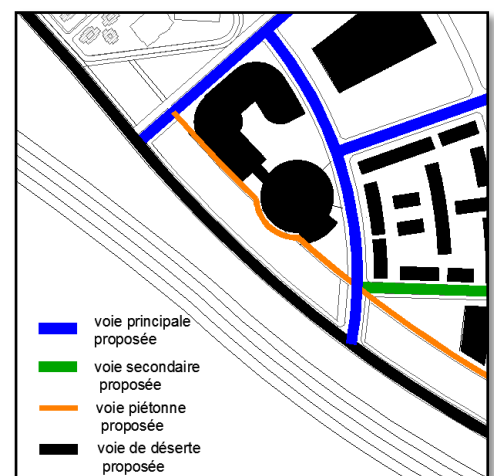 voie principale
proposée
voie secondaire
proposée
voie piétonne
proposée
voie de déserte
proposée